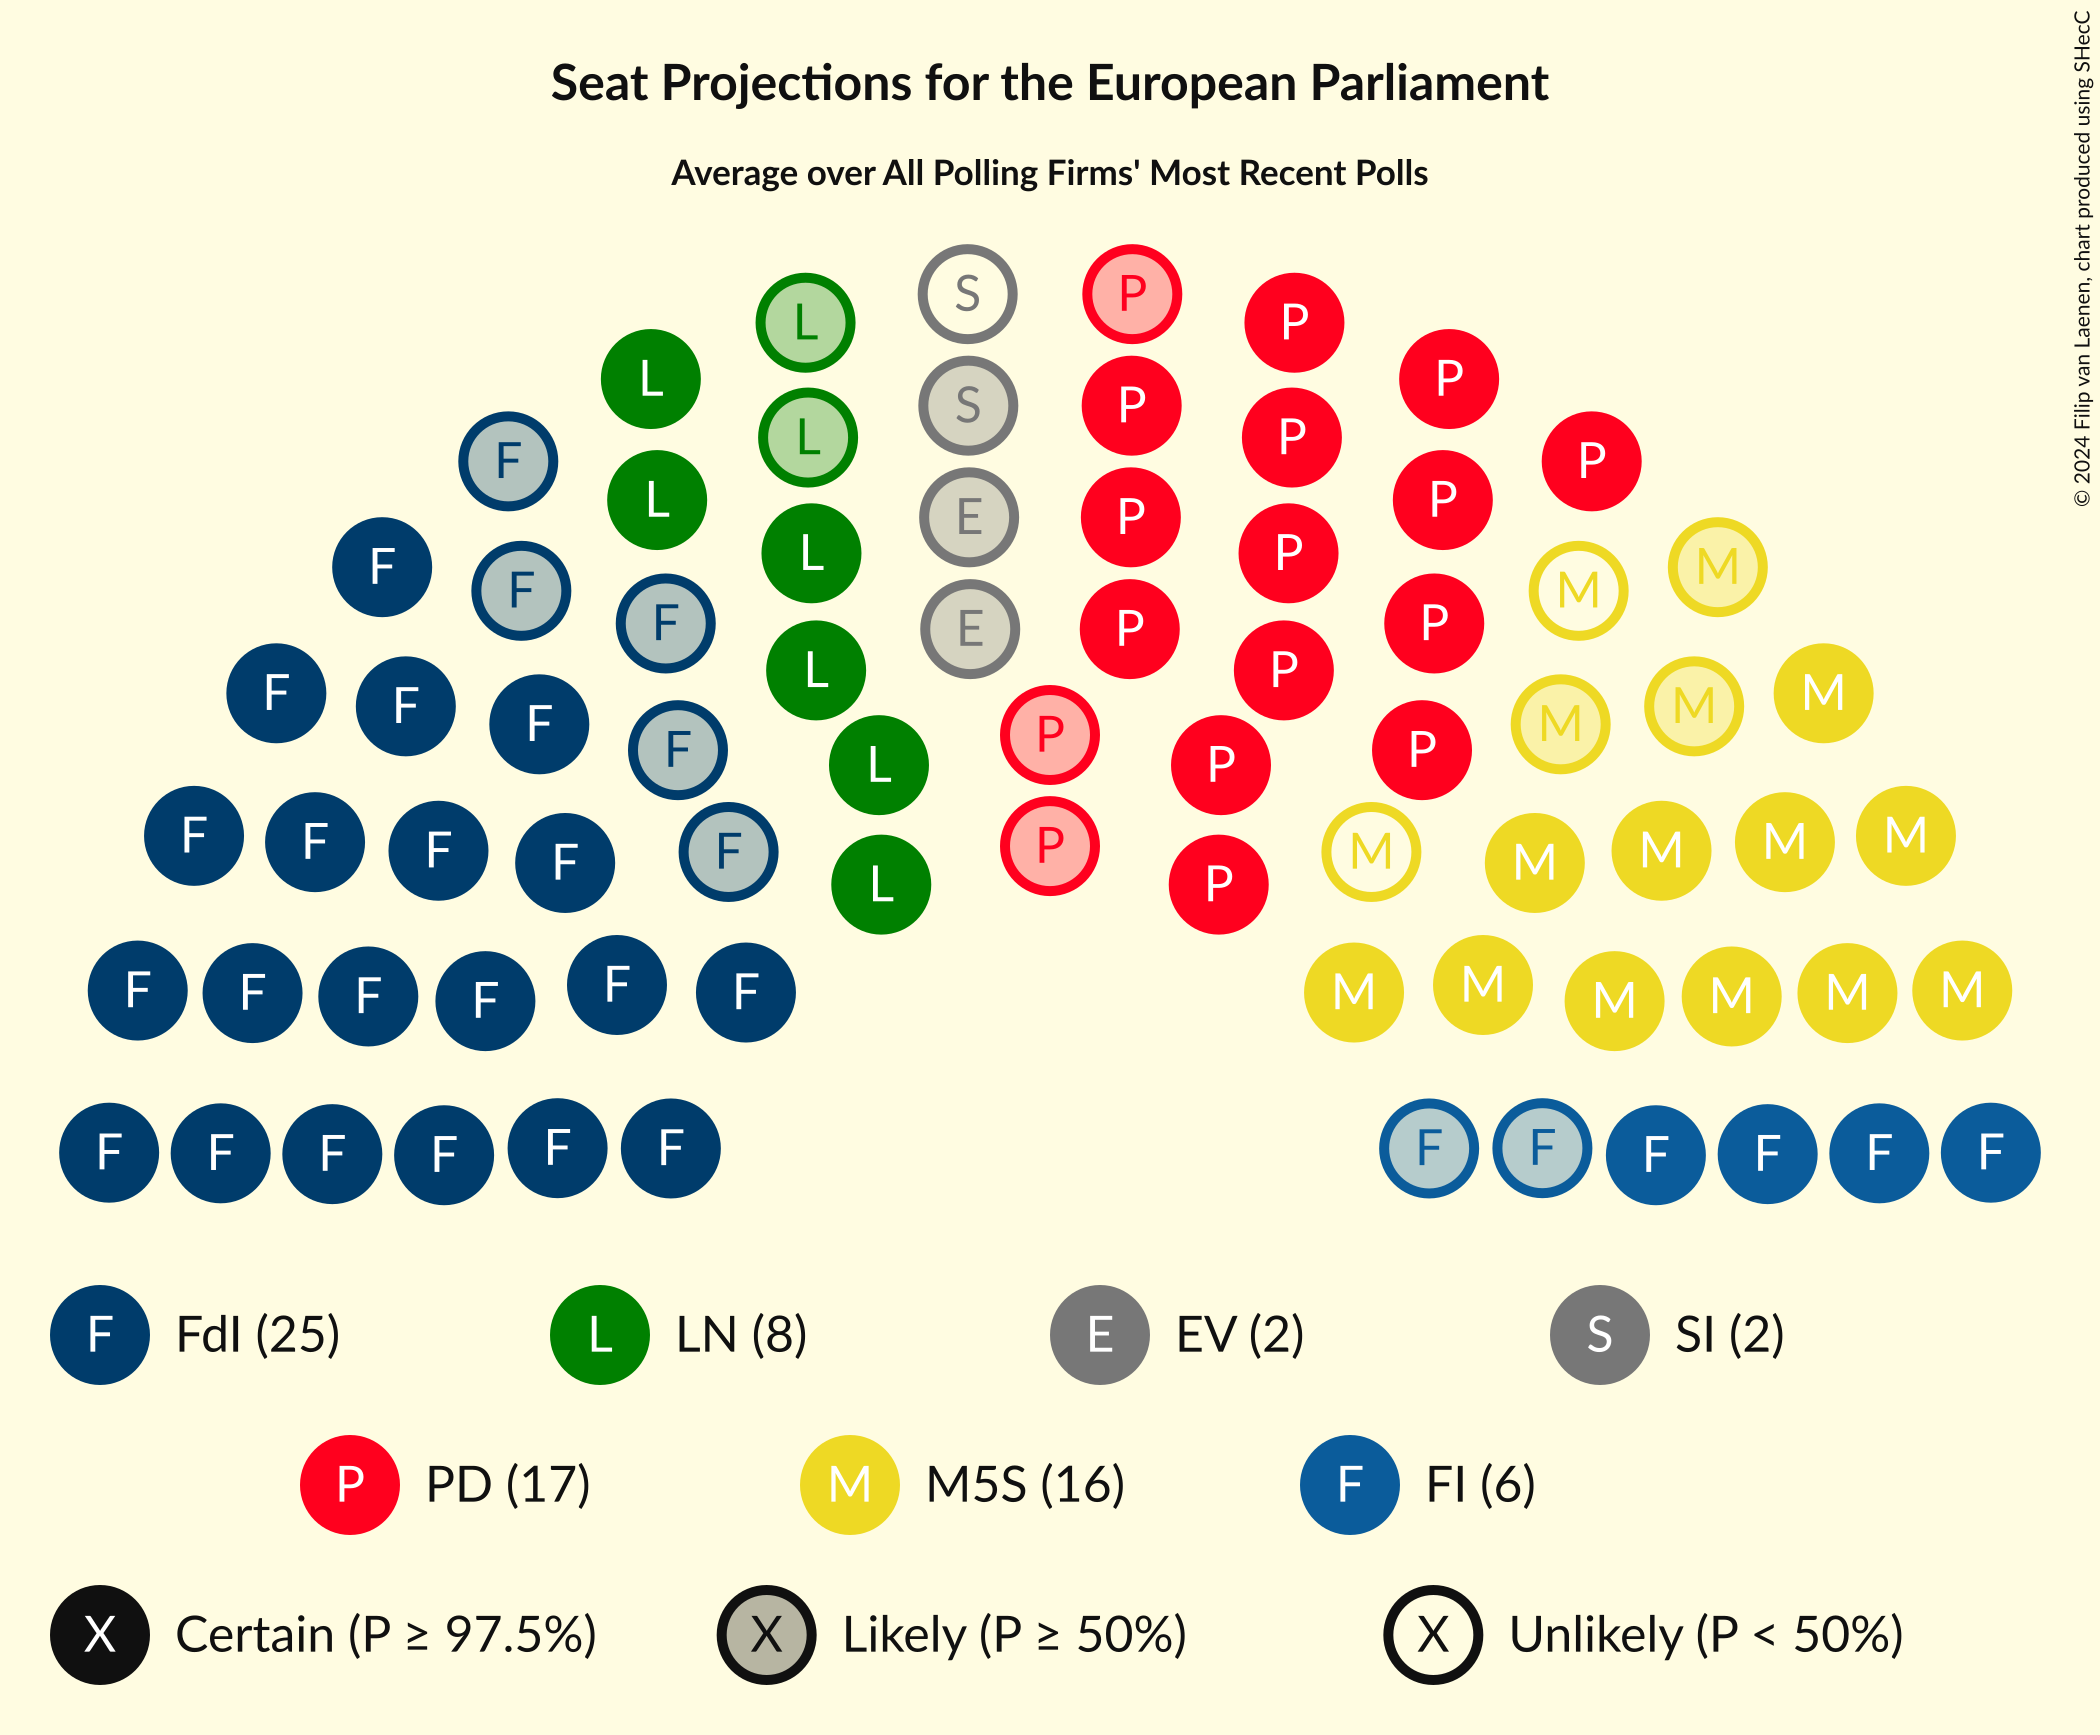 Seat Projections for the European Parliament
Average over All Polling Firms' Most Recent Polls
© 2024 Filip van Laenen, chart produced using SHecC
S P
L P
L P
S P
L P
F P
F L P
E P
L P
F M
F M
F P
E P
L P
F M
F M
F M
P
F P
L P
F M
F M
F M
F M
F P
M
F M
L P
F F M M
F F M M
F F M M
F F M M
F F F F
F F F F
F F F F
F FdI (25) L LN (8) E EV (2) S SI (2)
P PD (17) M M5S (16) F FI (6)
X Certain (P ≥ 97.5%) X Likely (P ≥ 50%) X Unlikely (P < 50%)